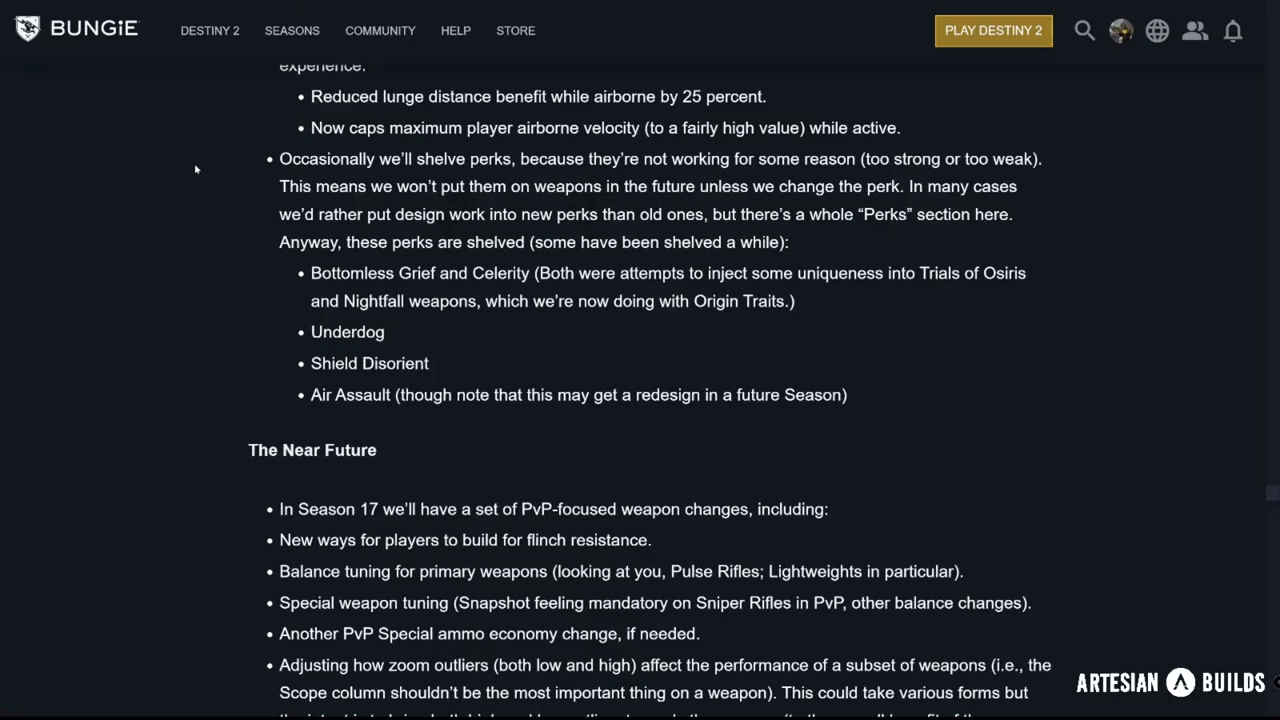 BUNGiE
DESTINY 2 SEASONS COMMUNITY HELP STORE PLAY DESTINY 2
experience.
• Reduced lunge distance benefit while airborne by 25 percent.
• Now caps maximum player airborne velocity (to a fairly high value) while active.
• Occasionally we’ll shelve perks, because they’re not working for some reason (too strong or too weak).
This means we won’t put them on weapons in the future unless we change the perk. In many cases
we’d rather put design work into new perks than old ones, but there’s a whole “Perks” section here.
Anyway, these perks are shelved (some have been shelved a while):
• Bottomless Grief and Celerity (Both were attempts to inject some uniqueness into Trials of Osiris
and Nightfall weapons, which we’re now doing with Origin Traits.)
• Underdog
• Shield Disorient
• Air Assault (though note that this may get a redesign in a future Season)
The Near Future
• In Season 17 we’ll have a set of PvP-focused weapon changes, including:
• New ways for players to build for flinch resistance.
• Balance tuning for primary weapons (looking at you, Pulse Rifles; Lightweights in particular).
• Special weapon tuning (Snapshot feeling mandatory on Sniper Rifles in PvP, other balance changes).
• Another PvP Special ammo economy change, if needed.
• Adjusting how zoom outliers (both low and high) affect the performance of a subset of weapons (i.e., the
Scope column shouldn’t be the most important thing on a weapon). This could take various forms but
ARTESIAN BUILDS